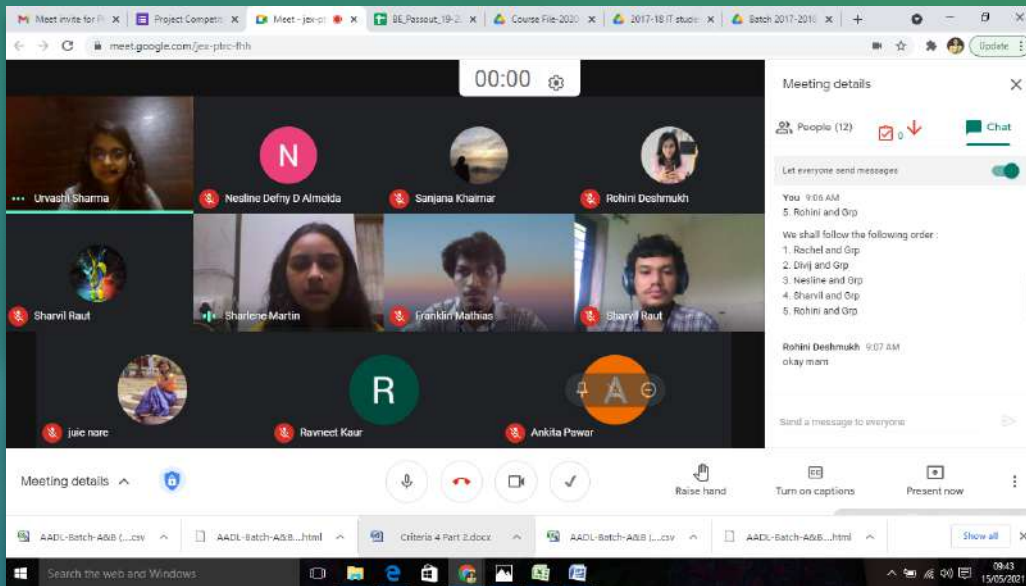 Meet invite for P
Project Competit
Meet - jex-p
BE_Passout_19-2
Course File-2020
2017-18 IT stude
Batch 2017-2018
meet.google.com/jex-ptrc-fhh
Update
00:00
Urvashi Sharma
N
Nesline Defny D Almeida
Sanjana Khairnar
Rohini Deshmukh
Sharvil Raut
Sharlene Martin
Franklin Mathias
Sharvil Raut
juie nare
R
Ravneet Kaur
A
Ankita Pawar
Meeting details
People (12)
0
Chat
Let everyone send messages
You 9:06 AM
5. Rohini and Grp
We shall follow the following order :
1. Rachel and Grp
2. Divij and Grp
3. Nesline and Grp
4. Sharvil and Grp
5. Rohini and Grp
Rohini Deshmukh 9:07 AM
okay mam
Send a message to everyone
Meeting details
Raise hand
Turn on captions
Present now
AADL-Batch-A&B (....csv
AADL-Batch-A&B...html
Criteria 4 Part 2.docx
AADL-Batch-A&B (....csv
AADL-Batch-A&B...html
Show all
Search the web and Windows
09:43
15/05/2021